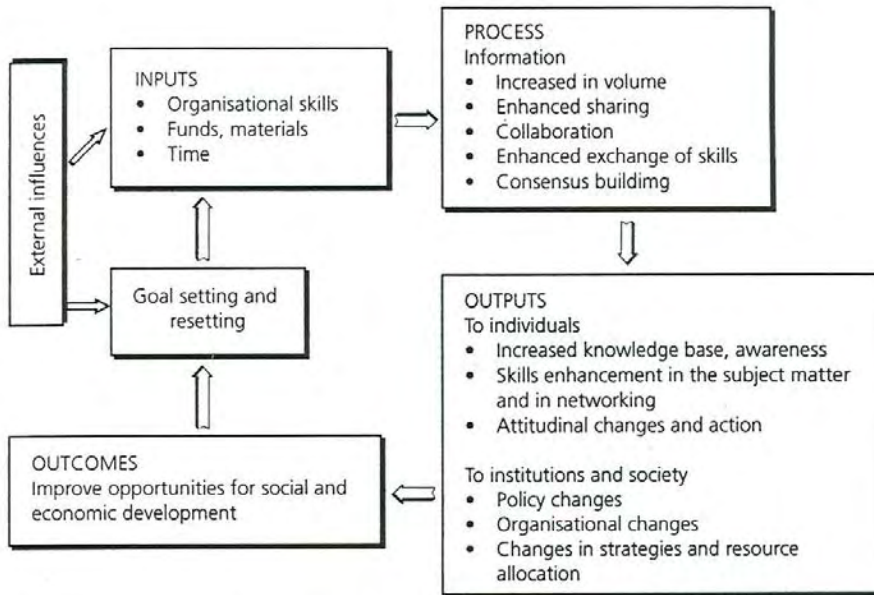 External influences
INPUTS
• Organisational skills
• Funds, materials
• Time
PROCESS
Information
• Increased in volume
• Enhanced sharing
• Collaboration
• Enhanced exchange of skills
• Consensus buildimg
Goal setting and
resetting
OUTPUTS
To individuals
• Increased knowledge base, awareness
• Skills enhancement in the subject matter
and in networking
• Attitudinal changes and action
To institutions and society
• Policy changes
• Organisational changes
• Changes in strategies and resource
allocation
OUTCOMES
Improve opportunities for social and
economic development